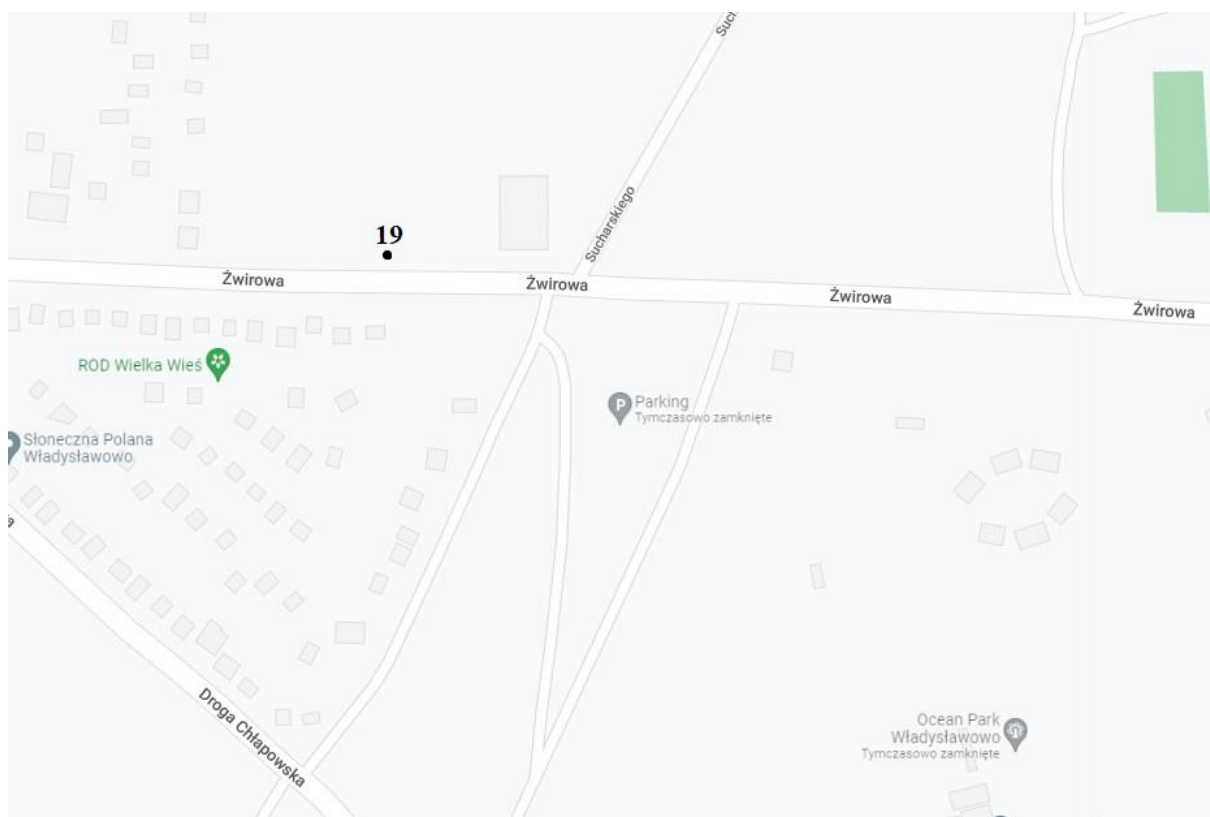 Suc
Sucharskiego
19
Żwirowa
Żwirowa
Żwirowa
Żwirowa
ROD Wielka Wieś
P Parking
Tymczasowo zamknięte
Słoneczna Polana
Władysławowo
Droga Chłapowska
Ocean Park
Władysławowo
Tymczasowo zamknięte